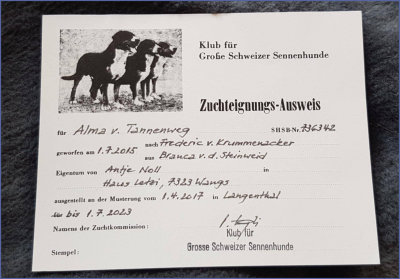 Klub für
Große Schweizer Sennenhunde
Zuchteignungs-Ausweis
für Alma v. Tannenweg SHSB-Nr. 736342
geworfen am 1.7.2015 nach Frederic v. Krummenacker
aus Bianca v.d. Steinweid
Eigentum von Antje Noll in
Haus Letzi, 7323 Wangs
ausgestellt an der Musterung vom 1.4.2017 in Langenthal
bis 1.7.2023
Namens der Zuchtkommission:
Klub für
Stempel: Grosse Schweizer Sennenhunde